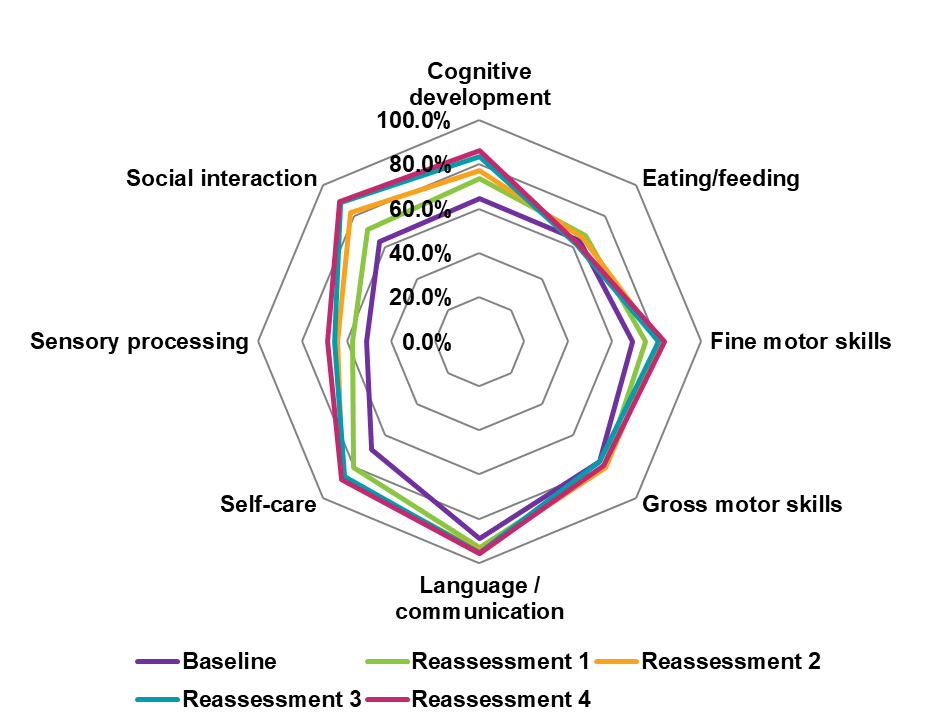 Cognitive
development
100.0%
80.0%
60.0%
40.0%
20.0%
0.0%
Social interaction
Eating/feeding
Sensory processing
Fine motor skills
Self-care
Gross motor skills
Language /
communication
Baseline
Reassessment 1
Reassessment 2
Reassessment 3
Reassessment 4